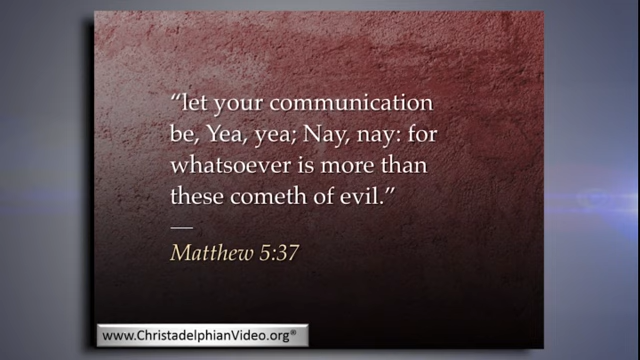 “let your communication
be, Yea, yea; Nay, nay: for
whatsoever is more than
these cometh of evil.”
—
Matthew 5:37
www.ChristadelphianVideo.org®